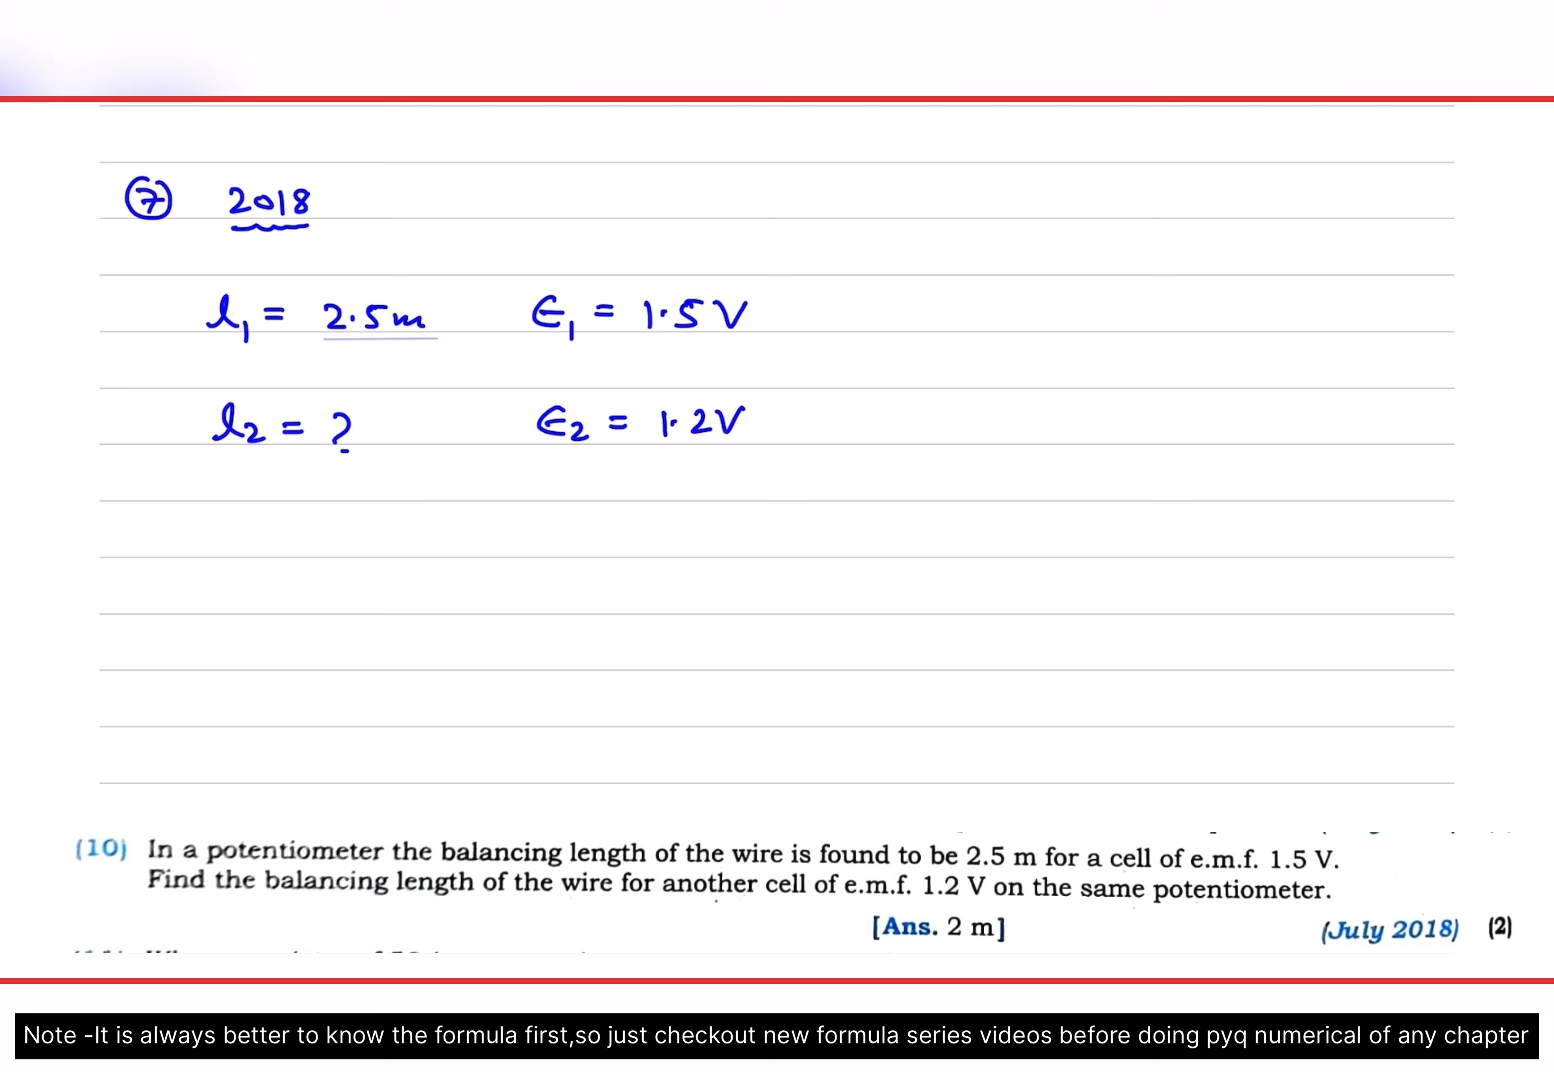 7 2018
l₁ = 2.5m ∈₁ = 1.5 V
l₂ = ? ∈₂ = 1.2V
(10) In a potentiometer the balancing length of the wire is found to be 2.5 m for a cell of e.m.f. 1.5 V.
Find the balancing length of the wire for another cell of e.m.f. 1.2 V on the same potentiometer.
[Ans. 2 m] (July 2018) (2)
Note -It is always better to know the formula first,so just checkout new formula series videos before doing pyq numerical of any chapter